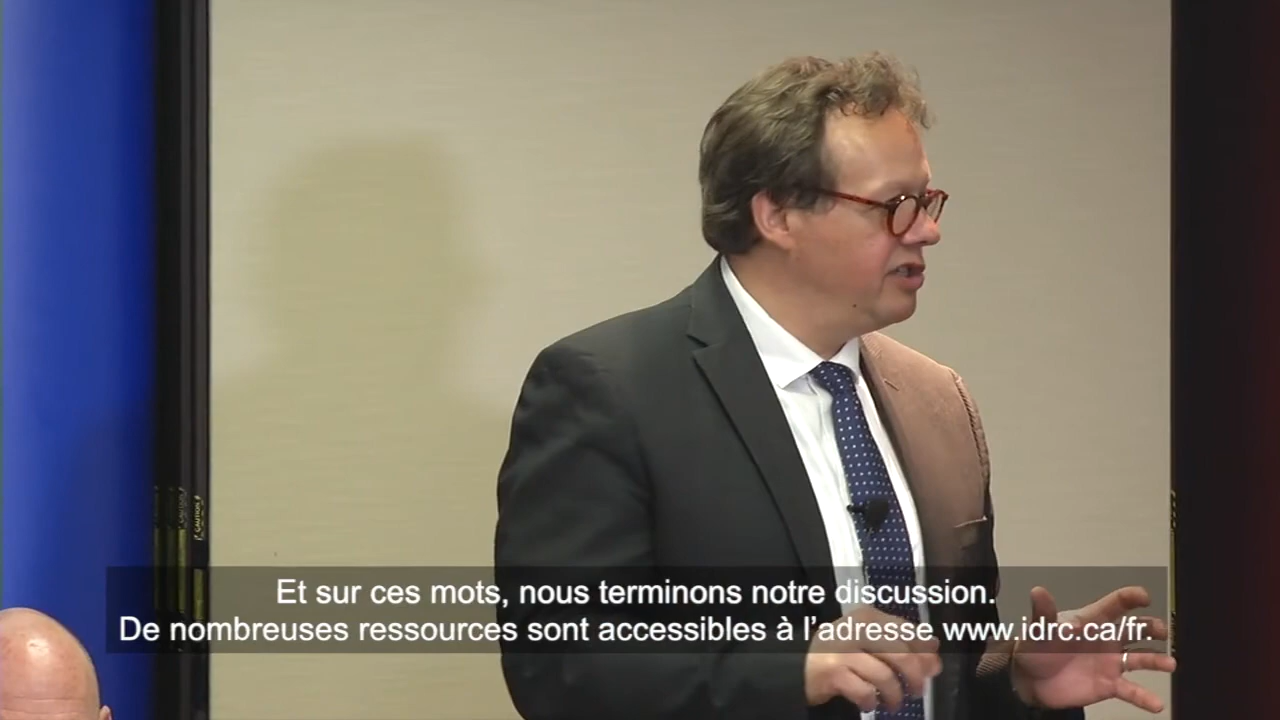 Et sur ces mots, nous terminons notre discussion.
De nombreuses ressources sont accessibles à l’adresse www.idrc.ca/fr.